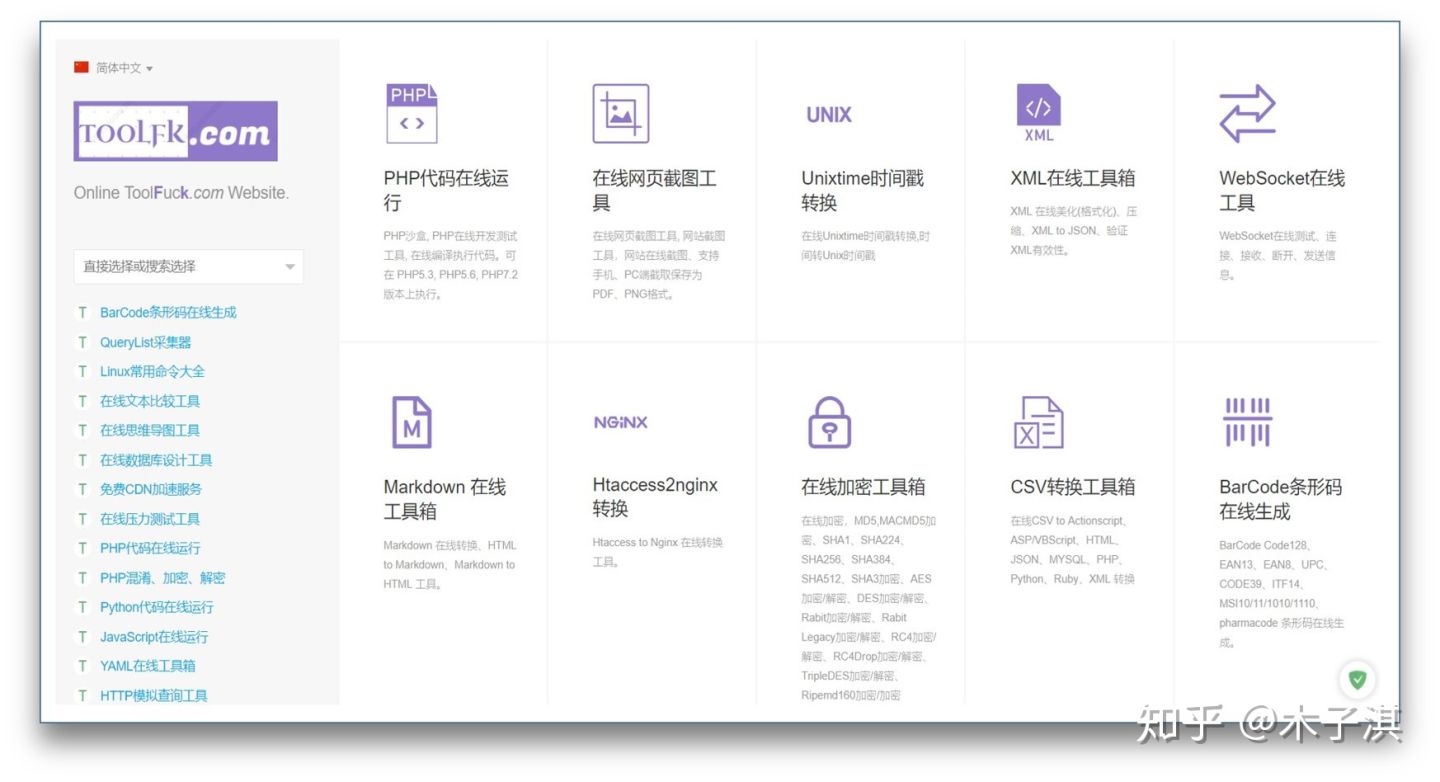 简体中文
TOOLFK.com
Online ToolFuck.com Website.
直接选择或搜索选择
T BarCode条形码在线生成
T QueryList采集器
T Linux常用命令大全
T 在线文本比较工具
T 在线思维导图工具
T 在线数据库设计工具
T 免费CDN加速服务
T 在线压力测试工具
T PHP代码在线运行
T PHP混淆、加密、解密
T Python代码在线运行
T JavaScript在线运行
T YAML在线工具箱
T HTTP模拟查询工具
PHP
PHP代码在线运
行
PHP沙盒, PHP在线开发测试
工具, 在线编译执行代码。可
在 PHP5.3, PHP5.6, PHP7.2
版本上执行。
在线网页截图工
具
在线网页截图工具, 网站截图
工具，网站在线截图、支持
手机、PC端截取保存为
PDF、PNG格式。
UNIX
Unixtime时间戳
转换
在线Unixtime时间戳转换,时
间转Unix时间戳
</>
XML
XML在线工具箱
XML 在线美化(格式化)、压
缩、XML to JSON、验证
XML有效性。
WebSocket在线
工具
WebSocket在线测试、连
接、接收、断开、发送信
息。
M
Markdown 在线
工具箱
Markdown 在线转换、HTML
to Markdown、Markdown to
HTML 工具。
NGiNX
Htaccess2nginx
转换
Htaccess to Nginx 在线转换
工具。
在线加密工具箱
在线加密，MD5,MACMD5加
密、SHA1、SHA224、
SHA256、SHA384、
SHA512、SHA3加密、AES
加密/解密、DES加密/解密、
Rabit加密/解密、Rabit
Legacy加密/解密、RC4加密/
解密、RC4Drop加密/解密、
TripleDES加密/解密、
Ripemd160加密/加密
X
CSV转换工具箱
在线CSV to Actionscript、
ASP/VBScript、HTML、
JSON、MYSQL、PHP、
Python、Ruby、XML 转换
BarCode条形码
在线生成
BarCode Code128、
EAN13、EAN8、UPC、
CODE39、ITF14、
MSI10/11/1010/1110、
pharmacode 条形码在线生
成。
知乎 @木子淇